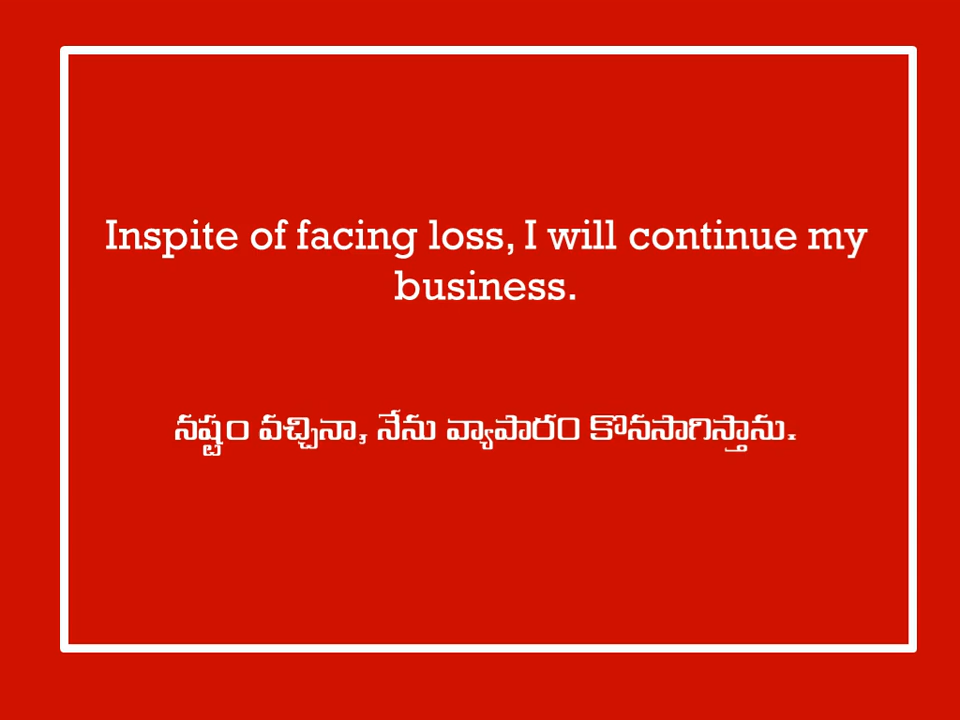 Inspite of facing loss, I will continue my
business.
నష్టం వచ్చినా, నేను వ్యాపారం కొనసాగిస్తాను.